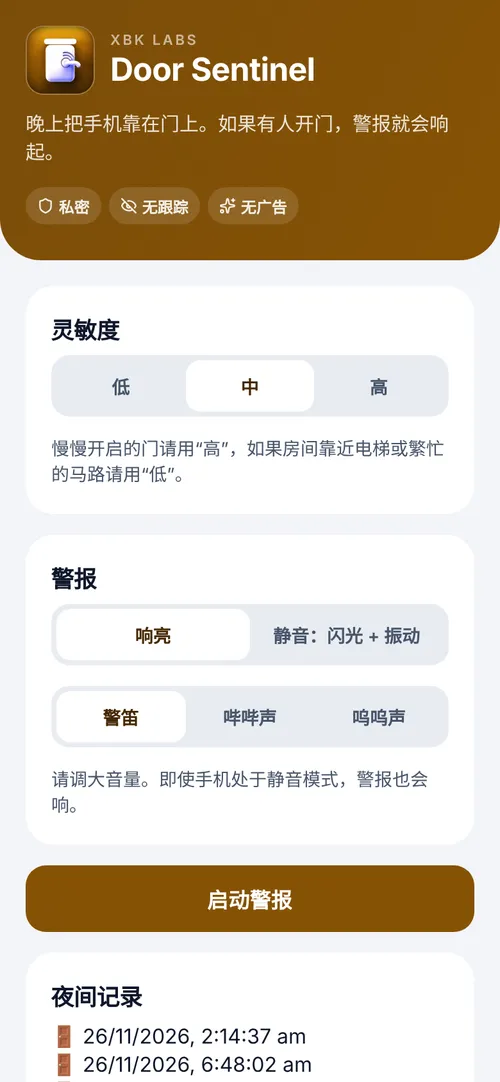 XBK LABS
Door Sentinel
晚上把手机靠在门上。如果有人开门，警报就会响
起。
私密
无跟踪
无广告
灵敏度
低
中
高
慢慢开启的门请用“高”，如果房间靠近电梯或繁忙
的马路请用“低”。
警报
响亮
静音：闪光 + 振动
警笛
哔哔声
呜呜声
请调大音量。即使手机处于静音模式，警报也会
响。
启动警报
夜间记录
26/11/2026, 2:14:37 am
26/11/2026, 6:48:02 am